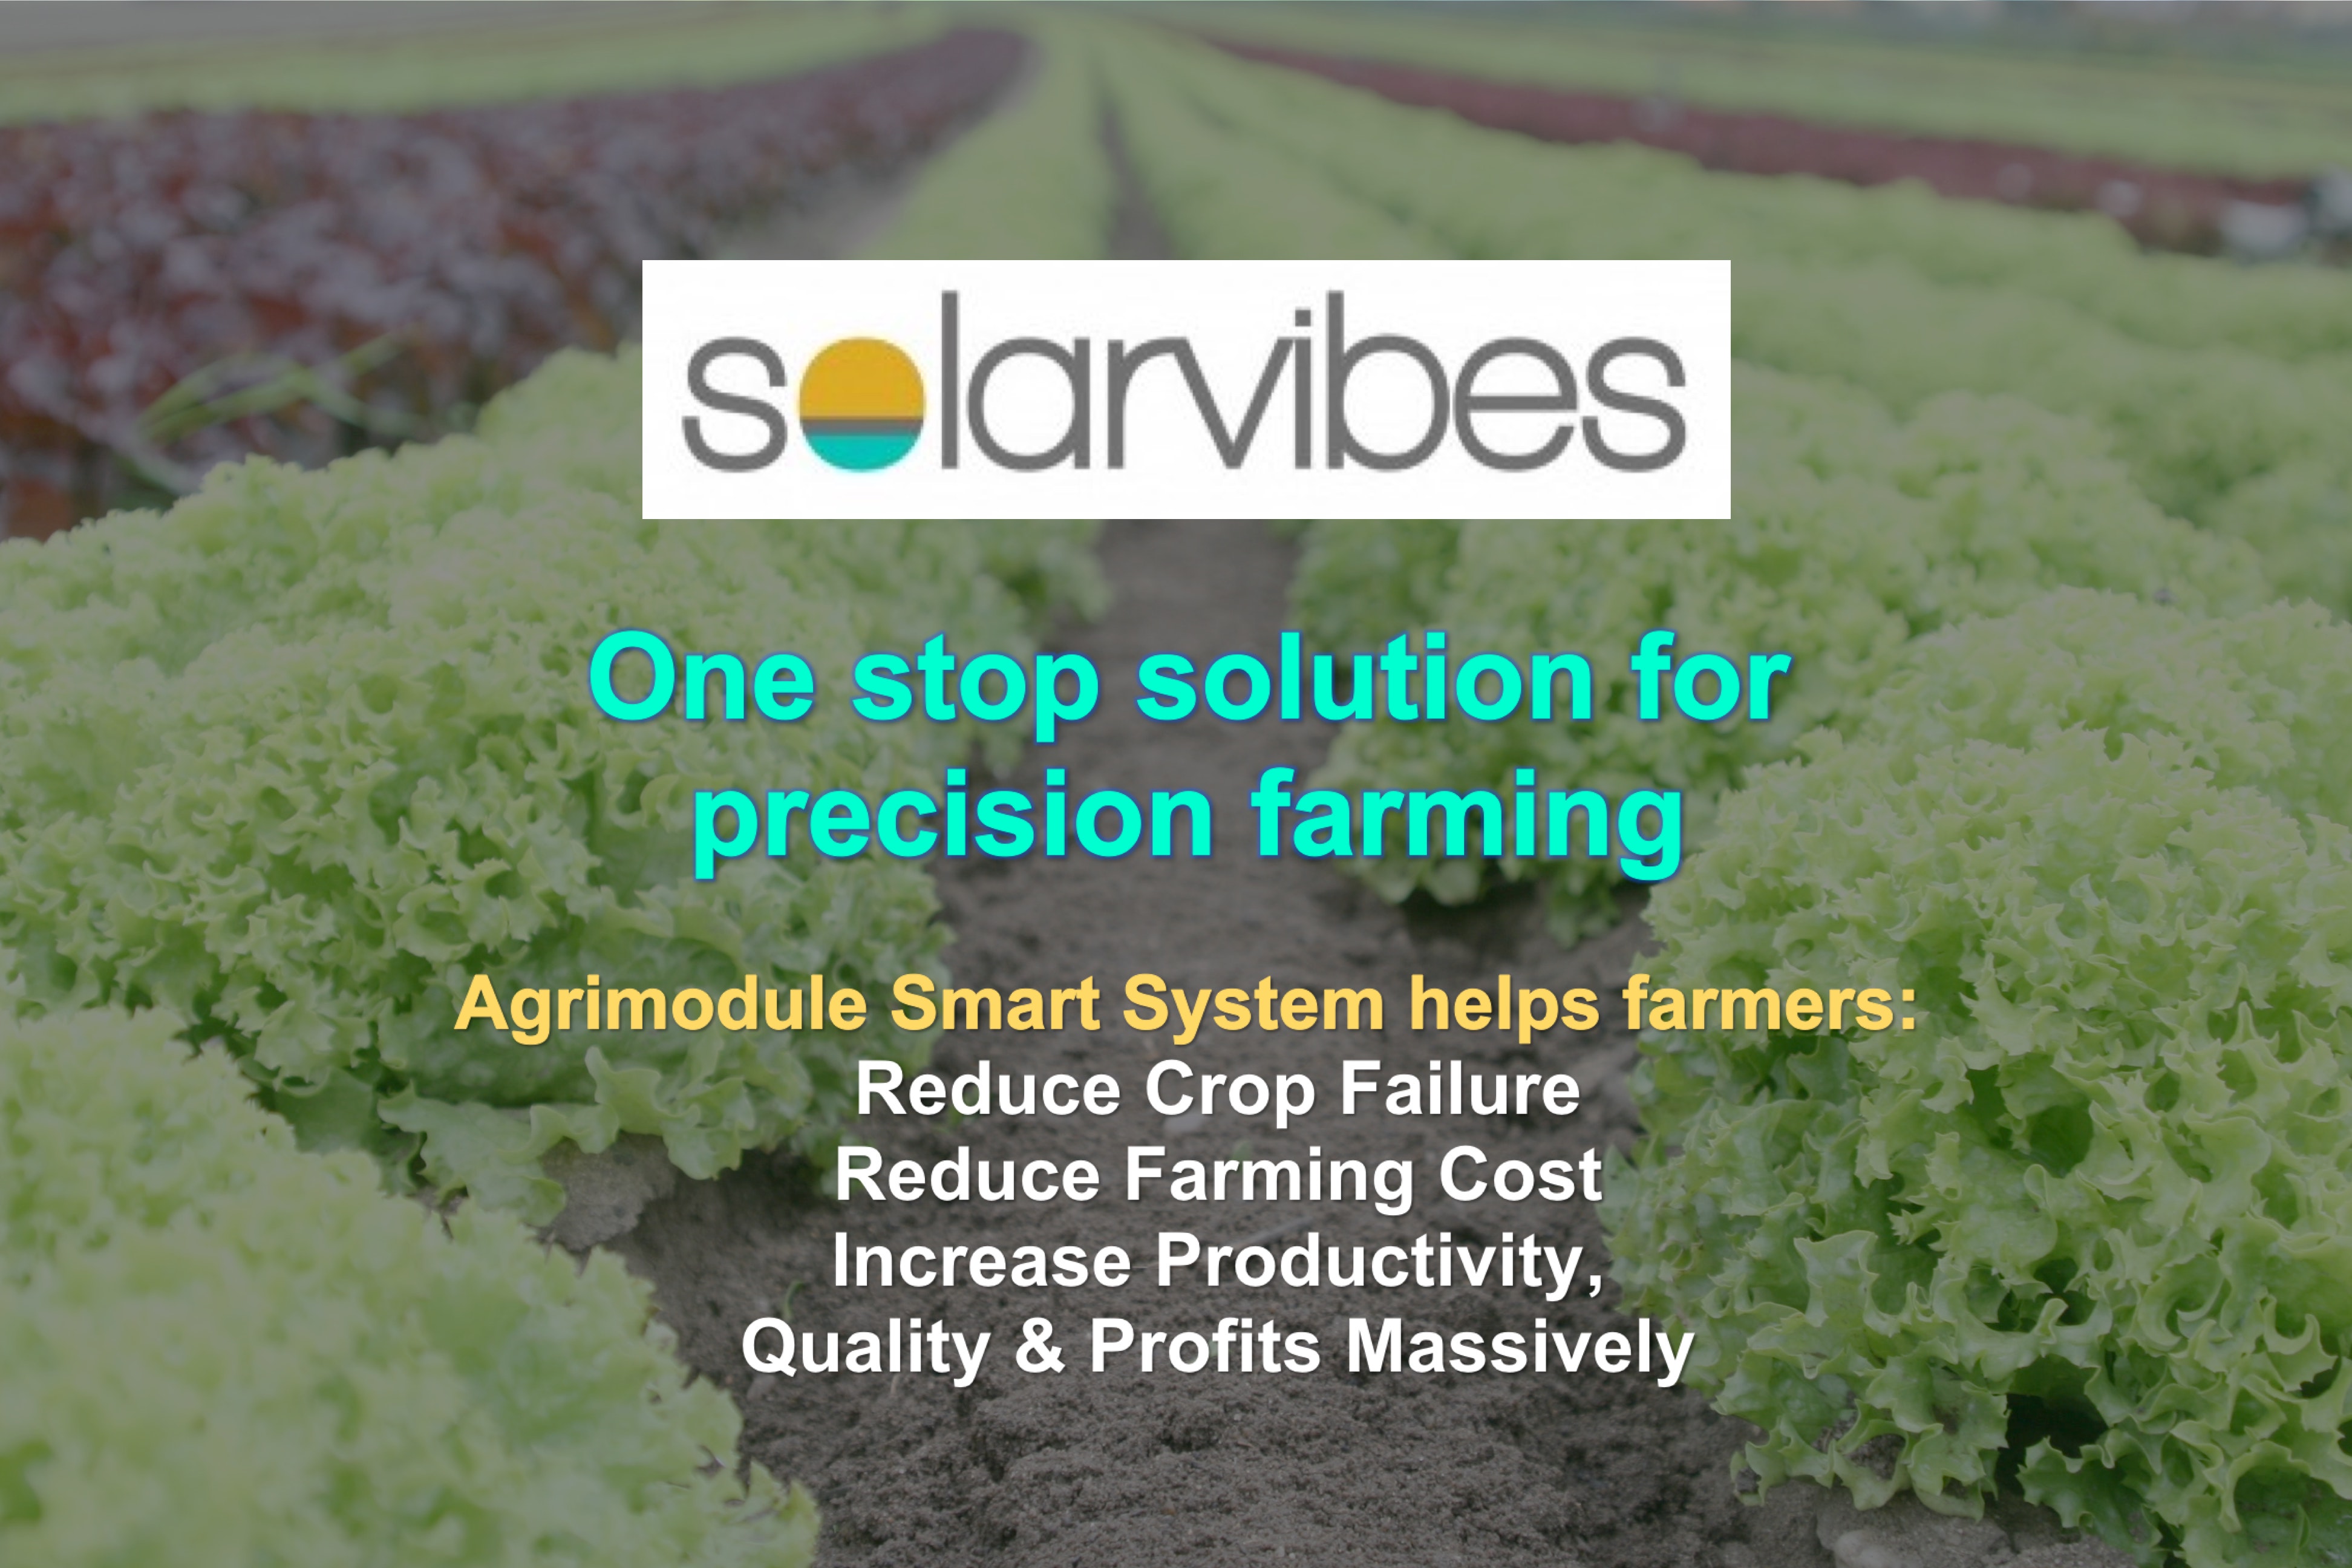 solarvibes
One stop solution for
precision farming
Agrimodule Smart System helps farmers:
Reduce Crop Failure
Reduce Farming Cost
Increase Productivity,
Quality & Profits Massively